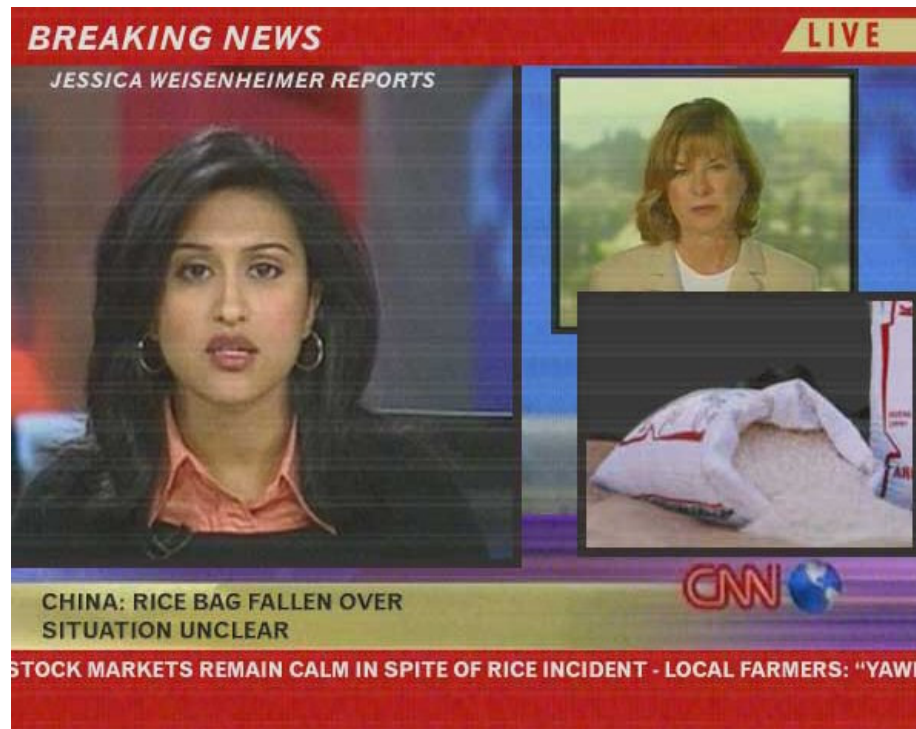 BREAKING NEWS
LIVE
JESSICA WEISENHEIMER REPORTS
CHINA: RICE BAG FALLEN OVER
SITUATION UNCLEAR
CNN
STOCK MARKETS REMAIN CALM IN SPITE OF RICE INCIDENT - LOCAL FARMERS: “YAW